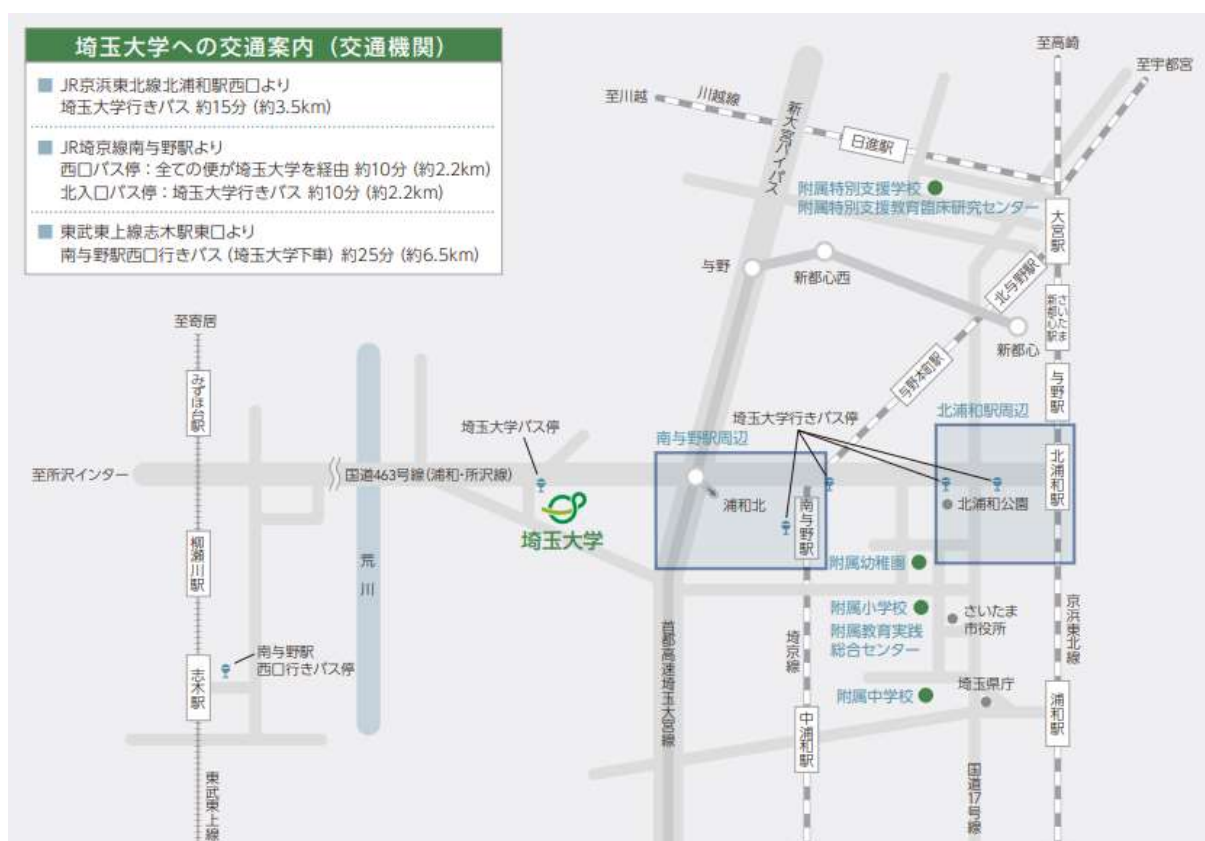 埼玉大学への交通案内（交通機関）
JR京浜東北線北浦和駅西口より
埼玉大学行きバス 約15分（約3.5km）
JR埼京線南与野駅より
西口バス停：全ての便が埼玉大学を経由 約10分（約2.2km）
北入口バス停：埼玉大学行きバス 約10分（約2.2km）
東武東上線志木駅東口より
南与野駅西口行きバス（埼玉大学下車）約25分（約6.5km）
至高崎
至宇都宮
至川越
川越線
新大宮バイパス
日進駅
附属特別支援学校
附属特別支援教育臨床研究センター
大宮駅
与野
新都心西
北与野駅
さいたま
新都心駅
新都心
至寄居
みずほ台駅
与野本町駅
与野駅
埼玉大学バス停
南与野駅周辺
埼玉大学行きバス停
北浦和駅周辺
至所沢インター
国道463号線（浦和・所沢線）
浦和北
南与野駅
北浦和公園
北浦和駅
埼玉大学
柳瀬川駅
荒川
附属幼稚園
附属小学校
附属教育実践
総合センター
さいたま
市役所
京浜東北線
首都高速埼玉大宮線
埼京線
南与野駅
西口行きバス停
志木駅
附属中学校
埼玉県庁
浦和駅
中浦和駅
東武東上線
国道17号線